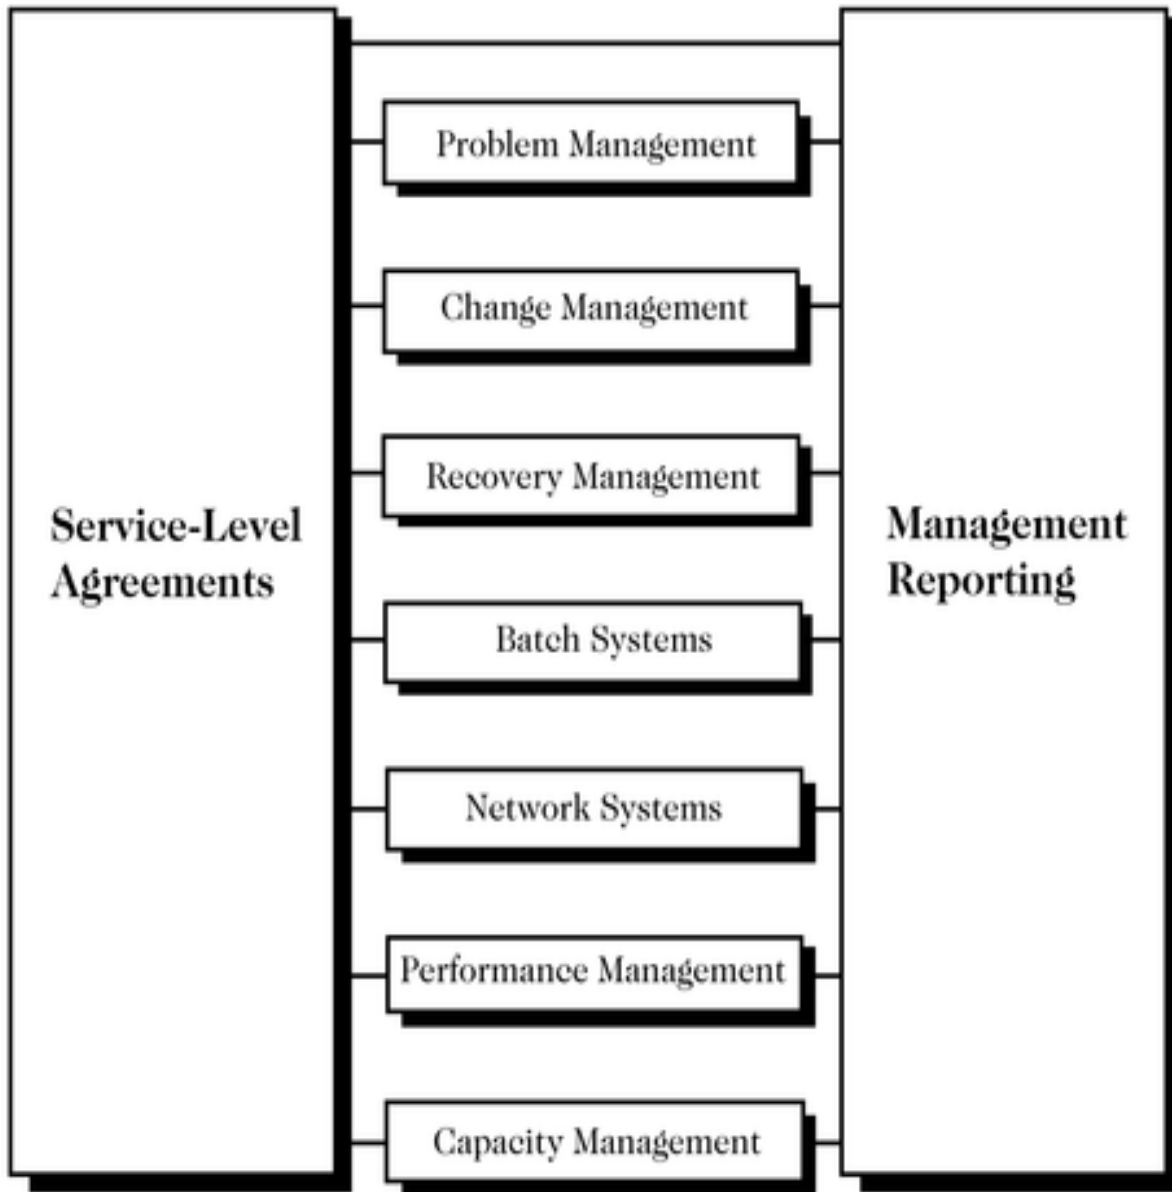 Service-Level
Agreements
Problem Management
Change Management
Recovery Management
Batch Systems
Network Systems
Performance Management
Capacity Management
Management
Reporting